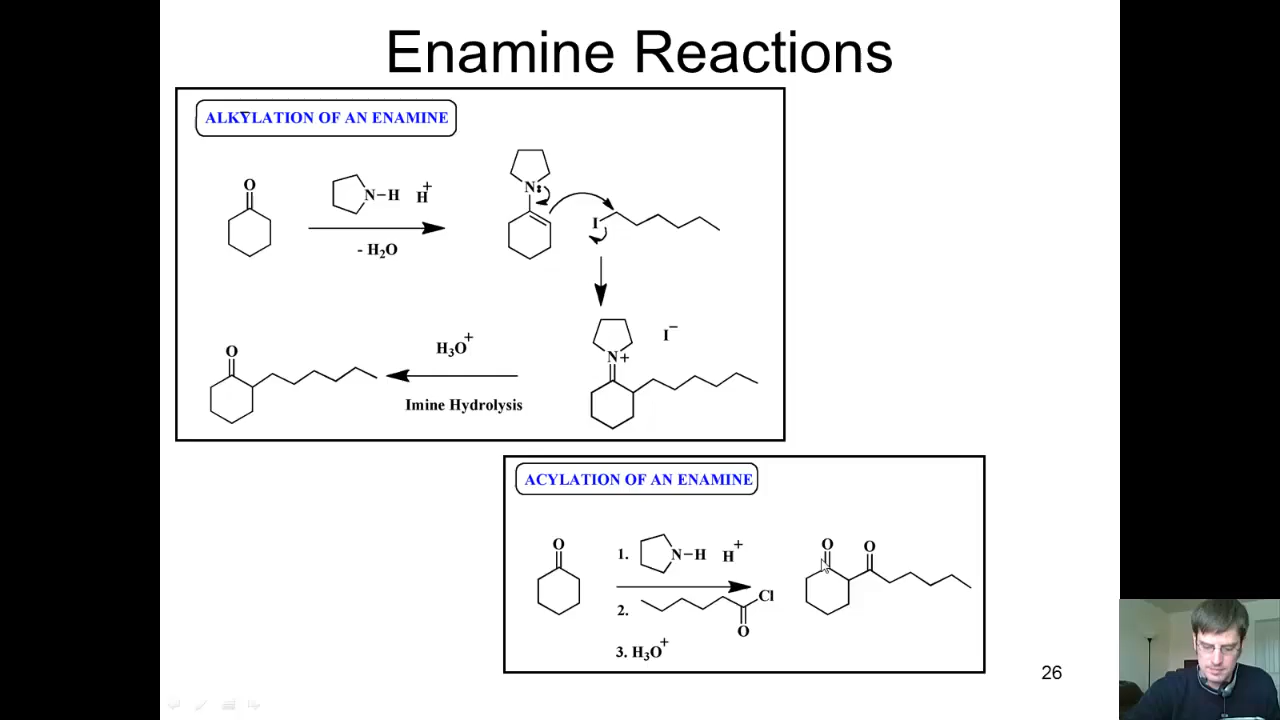 Enamine Reactions
ALKYLATION OF AN ENAMINE
O
N–H H+
- H2O
N:
I
N+
I−
O
H3O+
Imine Hydrolysis
ACYLATION OF AN ENAMINE
O
1. N–H H+
2. Cl
O
3. H3O+
O O
26